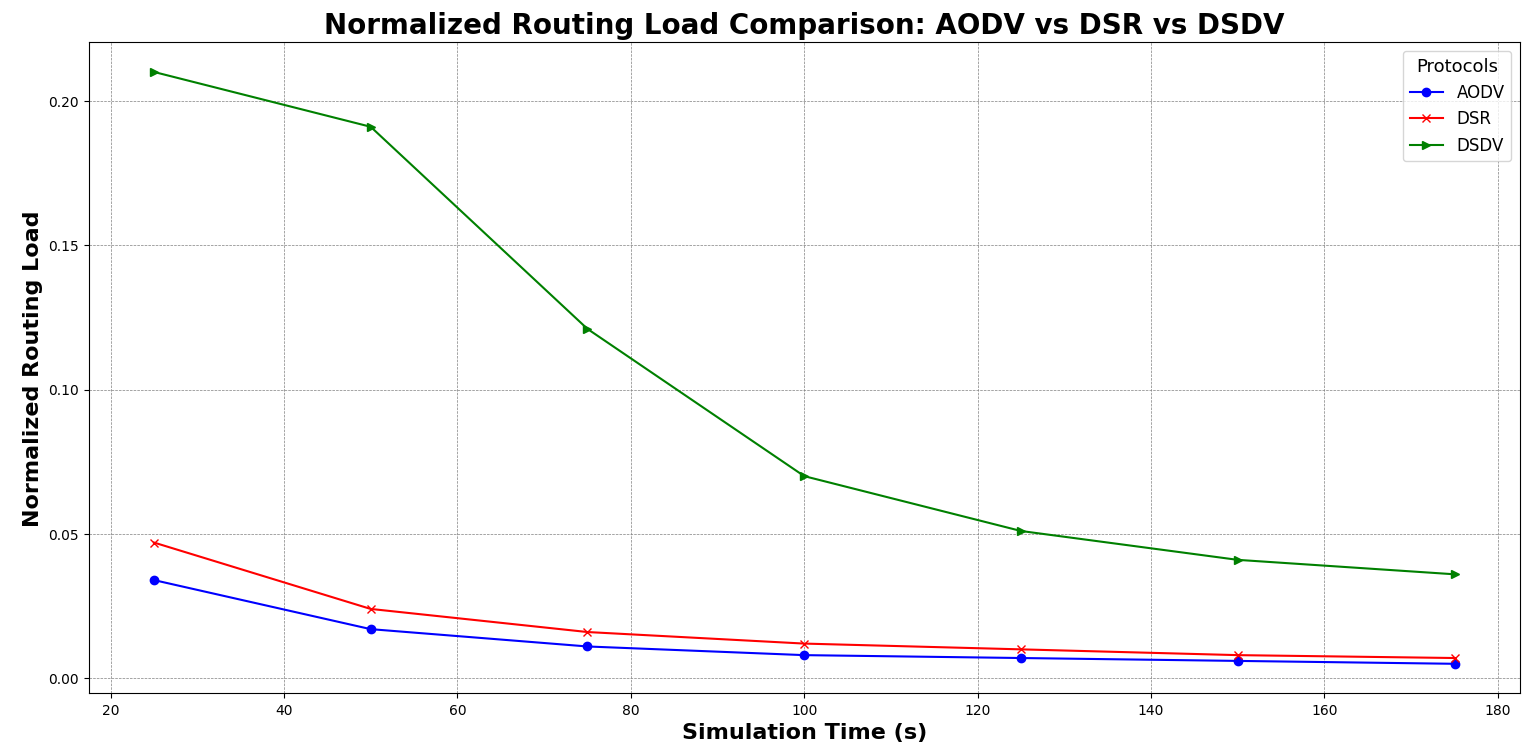 Normalized Routing Load Comparison: AODV vs DSR vs DSDV
Protocols
AODV
DSR
DSDV
Normalized Routing Load
0.20
0.15
0.10
0.05
0.00
20 40 60 80 100 120 140 160 180
Simulation Time (s)